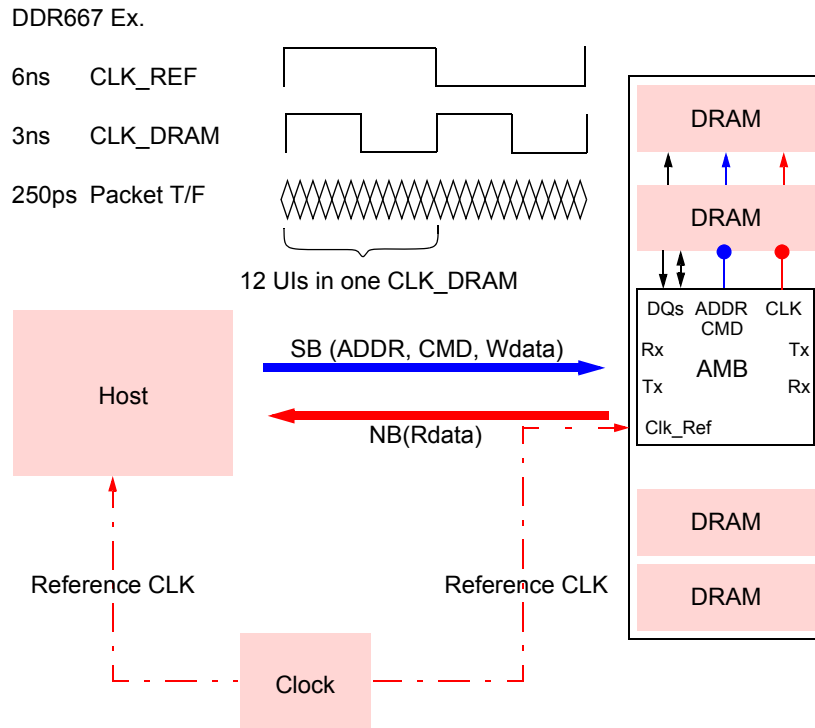 DDR667 Ex.
6ns CLK_REF
3ns CLK_DRAM
250ps Packet T/F
12 UIs in one CLK_DRAM
Host
SB (ADDR, CMD, Wdata)
NB(Rdata)
Reference CLK
Reference CLK
Clock
DRAM
DRAM
DQs ADDR CLK
CMD
Rx Tx
AMB
Tx Rx
Clk_Ref
DRAM
DRAM